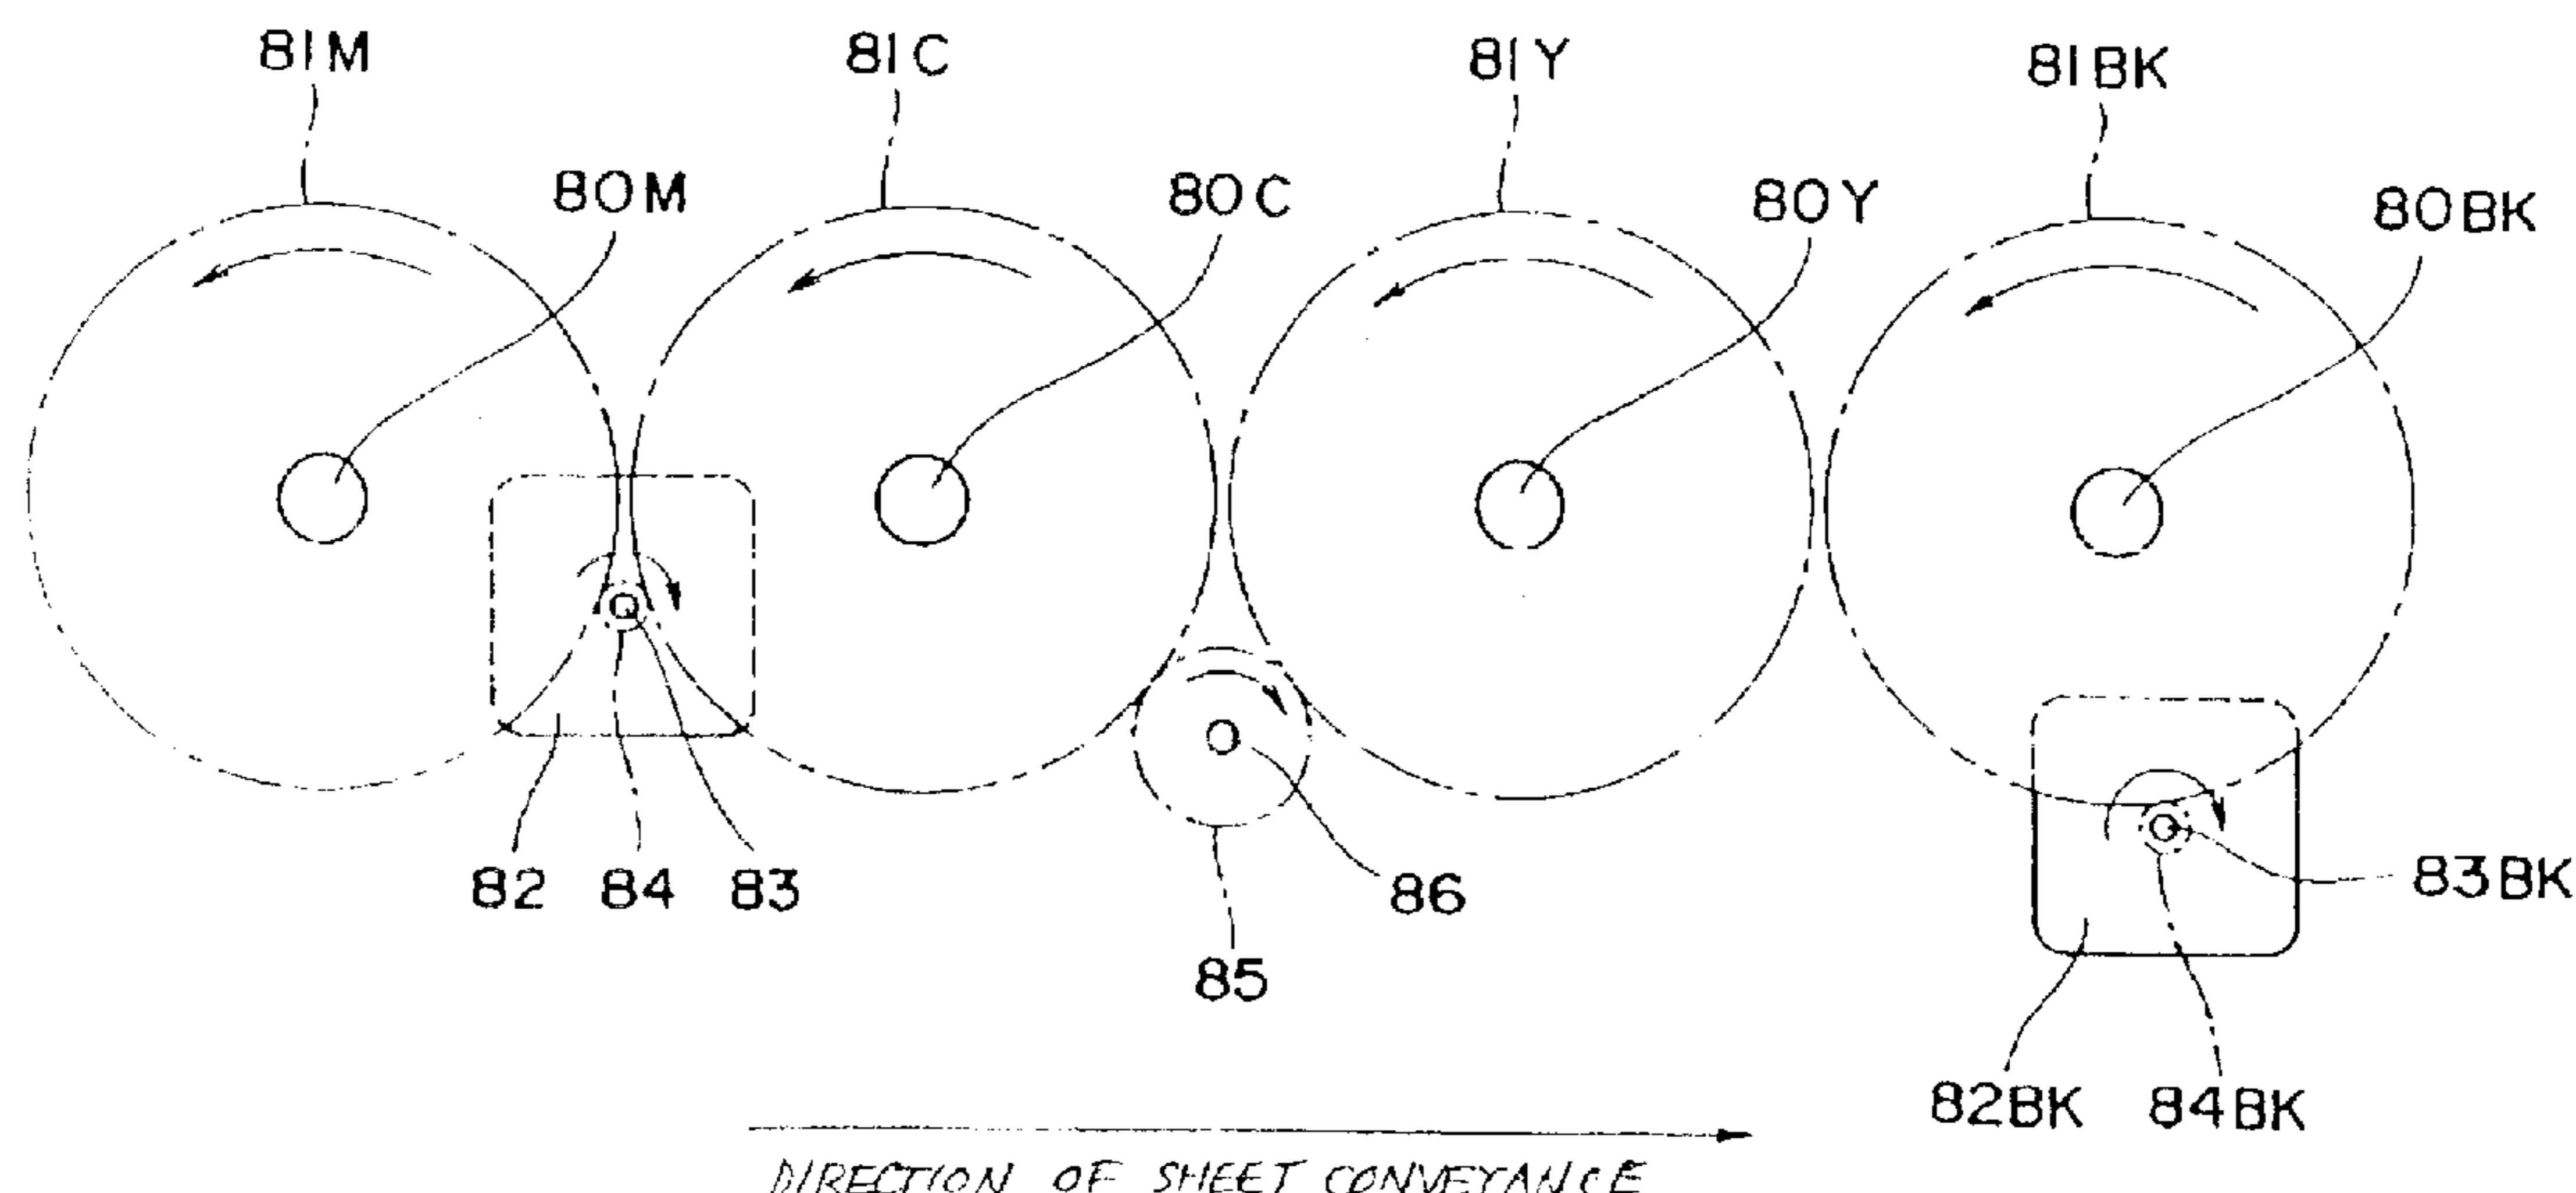 81M 81C 81Y 81BK
80M 80C 80Y 80BK
82 84 83 86 83BK
85
82BK 84BK
DIRECTION OF SHEET CONVEYANCE